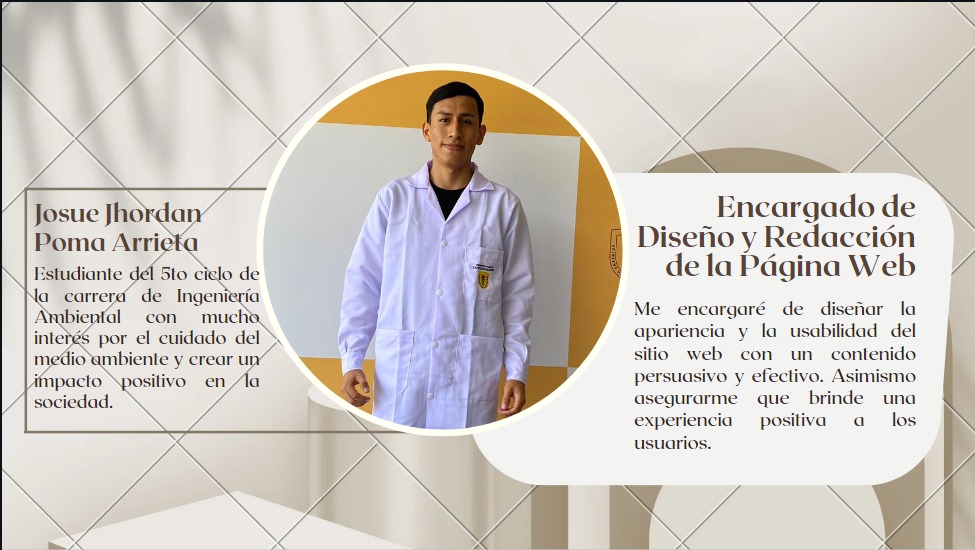 Josue Jhordan
Poma Arrieta
Estudiante del 5to ciclo de
la carrera de Ingeniería
Ambiental con mucho
interés por el cuidado del
medio ambiente y crear un
impacto positivo en la
sociedad.
Encargado de
Diseño y Redacción
de la Página Web
Me encargaré de diseñar la
apariencia y la usabilidad del
sitio web con un contenido
persuasivo y efectivo. Asimismo
asegurarme que brinde una
experiencia positiva a los
usuarios.